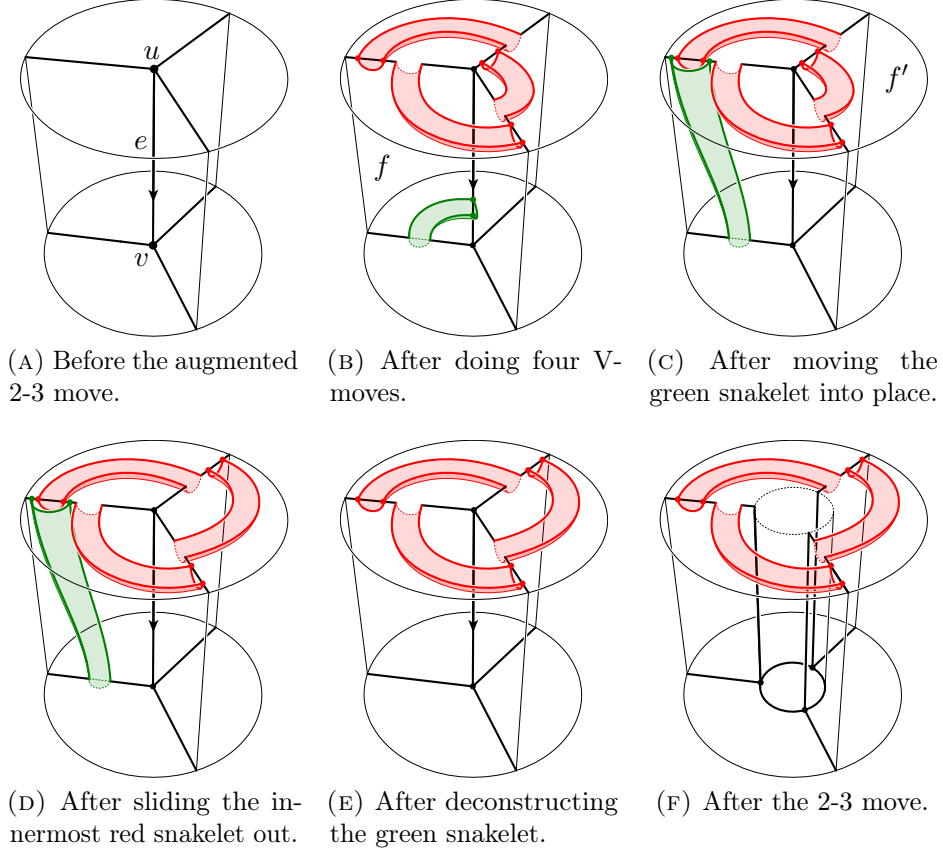 u
e
v
f
f′
(A) Before the augmented
2-3 move.
(B) After doing four V-
moves.
(C) After moving the
green snakelet into place.
(D) After sliding the in-
nermost red snakelet out.
(E) After deconstructing
the green snakelet.
(F) After the 2-3 move.